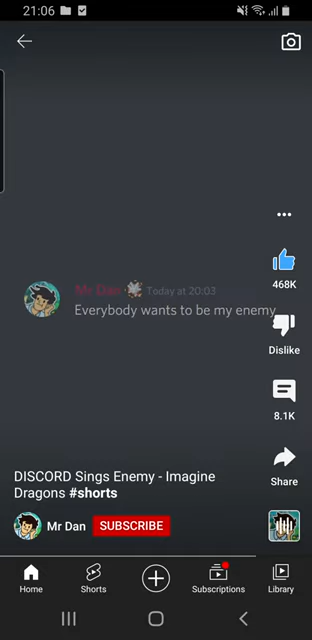 21:06
Mr Dan Today at 20:03
Everybody wants to be my enemy
468K
Dislike
8.1K
Share
DISCORD Sings Enemy - Imagine
Dragons #shorts
Mr Dan SUBSCRIBE
Home Shorts Subscriptions Library